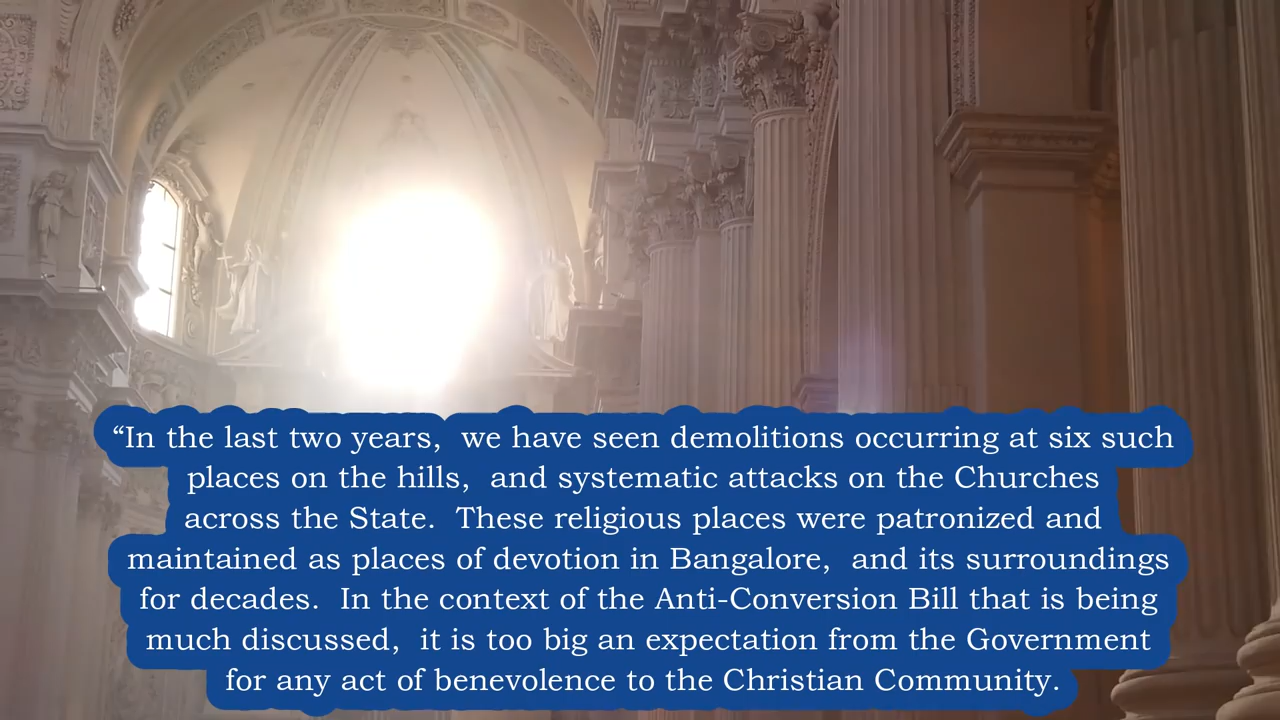 “In the last two years,  we have seen demolitions occurring at six such
places on the hills,  and systematic attacks on the Churches
across the State.  These religious places were patronized and
maintained as places of devotion in Bangalore,  and its surroundings
for decades.  In the context of the Anti-Conversion Bill that is being
much discussed,  it is too big an expectation from the Government
for any act of benevolence to the Christian Community.